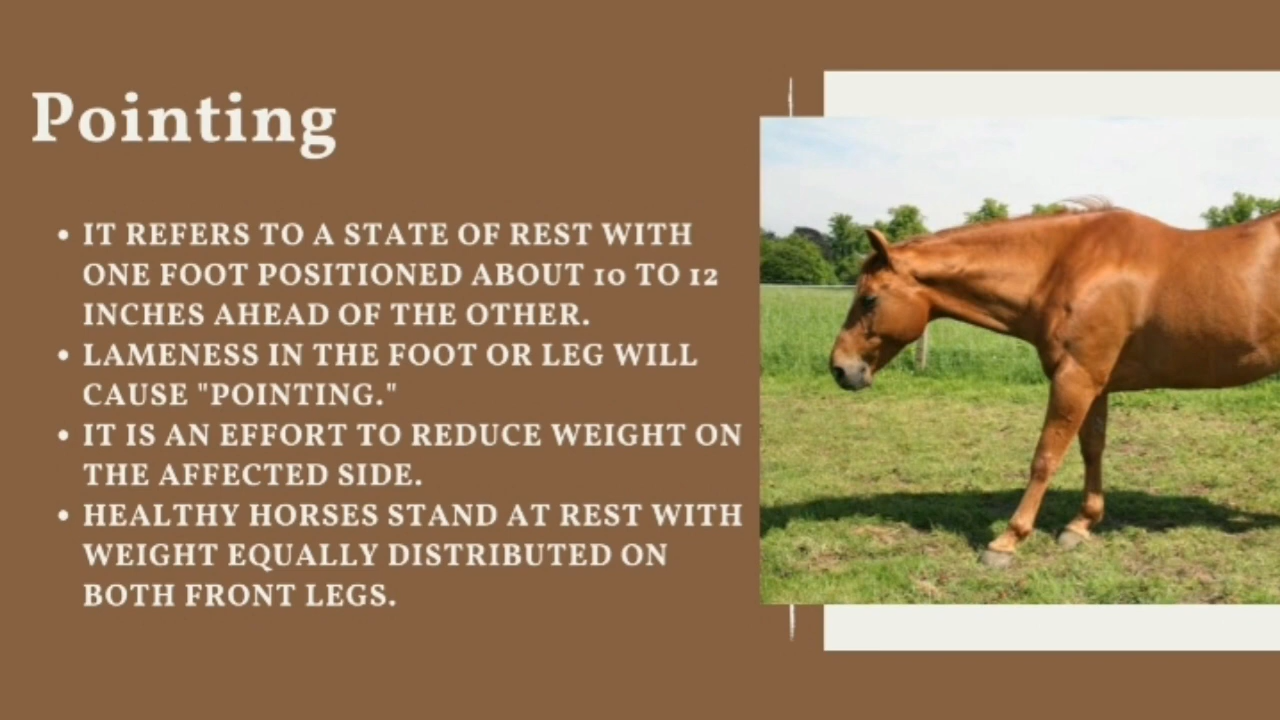 Pointing
• IT REFERS TO A STATE OF REST WITH
ONE FOOT POSITIONED ABOUT 10 TO 12
INCHES AHEAD OF THE OTHER.
• LAMENESS IN THE FOOT OR LEG WILL
CAUSE "POINTING."
• IT IS AN EFFORT TO REDUCE WEIGHT ON
THE AFFECTED SIDE.
• HEALTHY HORSES STAND AT REST WITH
WEIGHT EQUALLY DISTRIBUTED ON
BOTH FRONT LEGS.